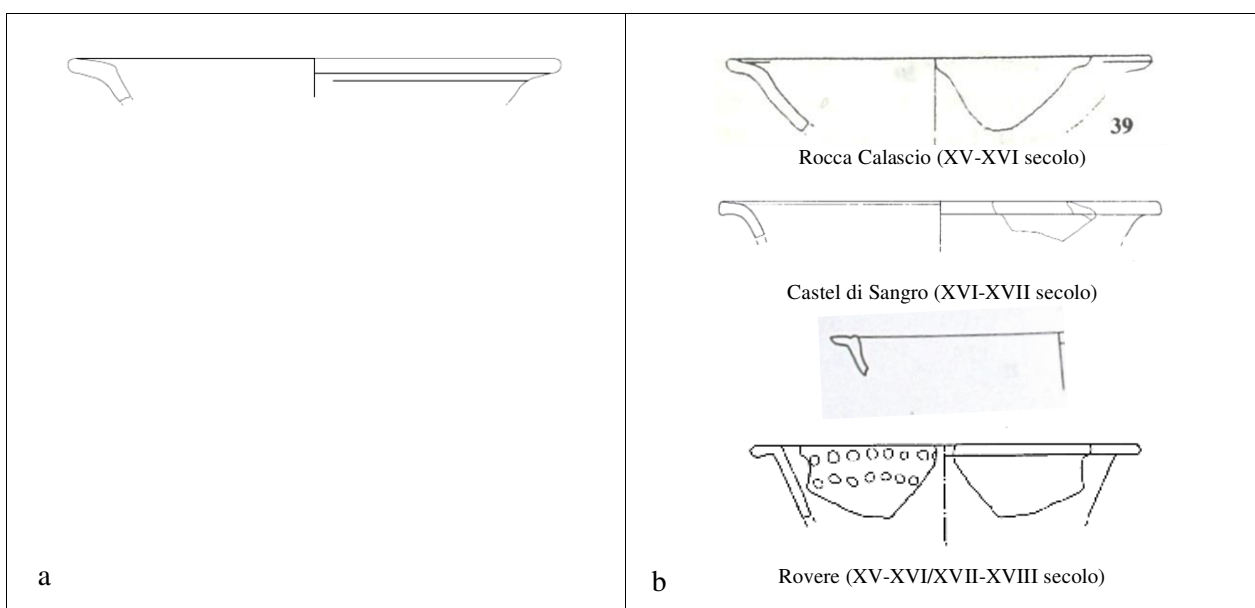 39
Rocca Calascio (XV-XVI secolo)
Castel di Sangro (XVI-XVII secolo)
Rovere (XV-XVI/XVII-XVIII secolo)
a
b